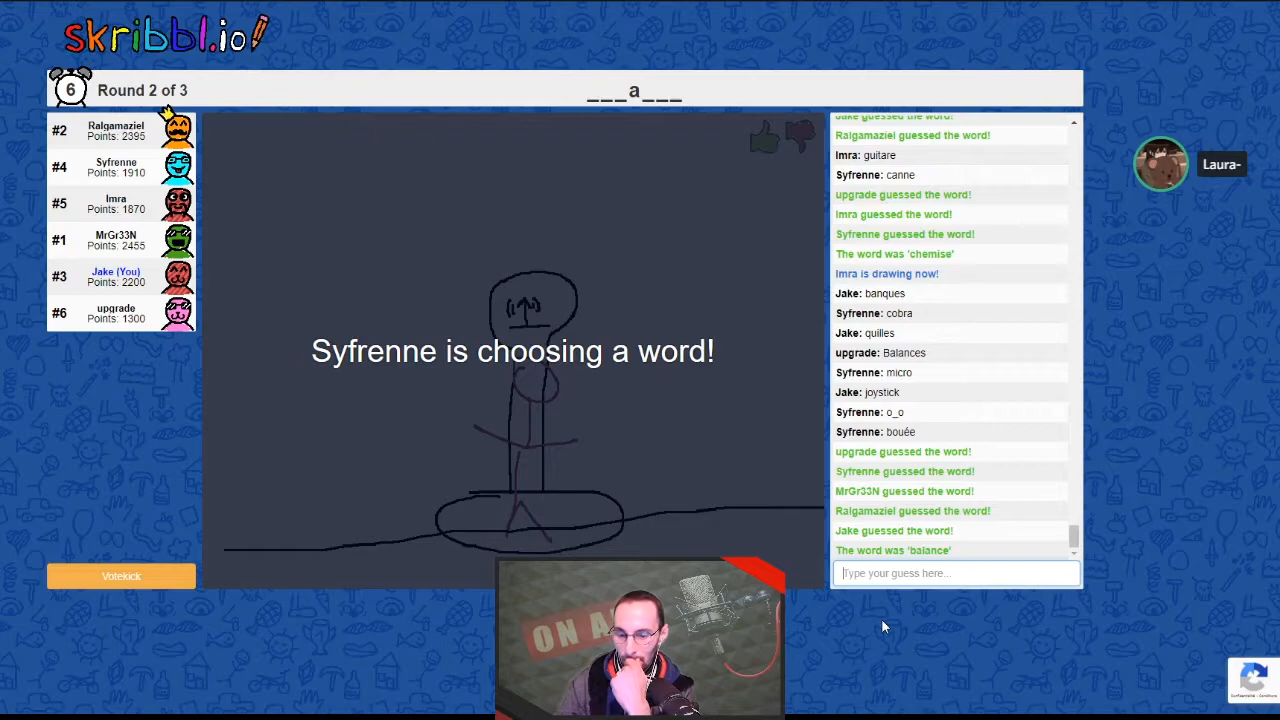 skribbl.io!
6
Round 2 of 3
___a___
#2
Ralgamaziel
Points: 2395
#4
Syfrenne
Points: 1910
#5
Imra
Points: 1870
#1
MrGr33N
Points: 2455
#3
Jake (You)
Points: 2200
#6
upgrade
Points: 1300
Votekick
Syfrenne is choosing a word!
Jake guessed the word!
Ralgamaziel guessed the word!
Imra: guitare
Syfrenne: canne
upgrade guessed the word!
Imra guessed the word!
Syfrenne guessed the word!
The word was 'chemise'
Imra is drawing now!
Jake: banques
Syfrenne: cobra
Jake: quilles
upgrade: Balances
Syfrenne: micro
Jake: joystick
Syfrenne: o_o
Syfrenne: bouée
upgrade guessed the word!
Syfrenne guessed the word!
MrGr33N guessed the word!
Ralgamaziel guessed the word!
Jake guessed the word!
The word was 'balance'
Type your guess here...
Laura-
ON A